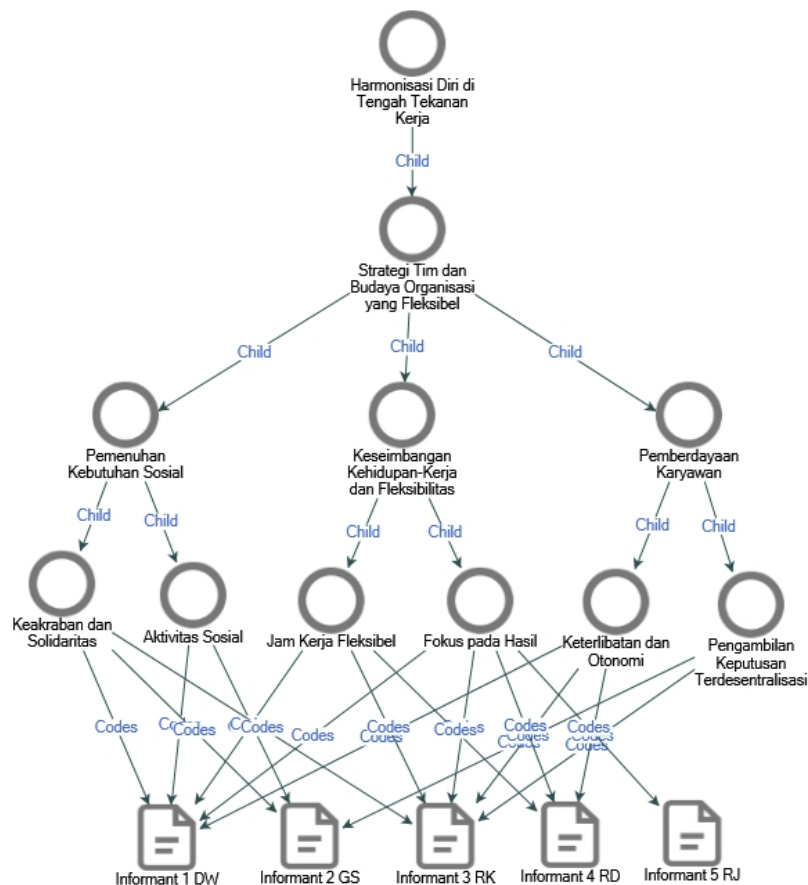 Harmonisasi Diri di
Tengah Tekanan
Kerja
Child
Strategi Tim dan
Budaya Organisasi
yang Fleksibel
Child
Child
Child
Pemenuhan
Kebutuhan Sosial
Keseimbangan
Kehidupan-Kerja
dan Fleksibilitas
Pemberdayaan
Karyawan
Child
Child
Child
Child
Child
Child
Keakraban dan
Solidaritas
Aktivitas Sosial
Jam Kerja Fleksibel
Fokus pada Hasil
Keterlibatan dan
Otonomi
Pengambilan
Keputusan
Terdesentralisasi
Codes
Codes
Codes
Codes
Codes
Codes
Codes
Codes
Codes
Codes
Codes
Informant 1 DW
Informant 2 GS
Informant 3 RK
Informant 4 RD
Informant 5 RJ